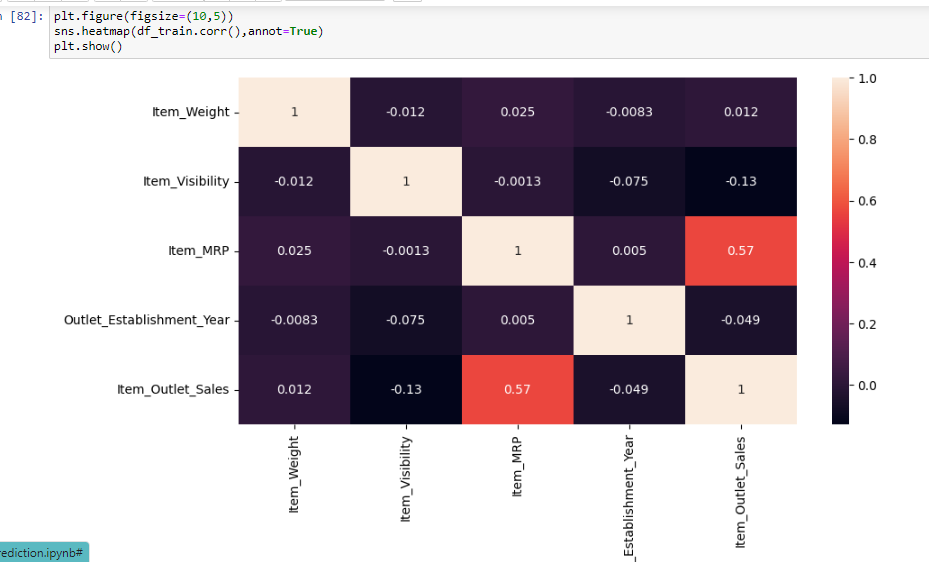 [82]: plt.figure(figsize=(10,5))
sns.heatmap(df_train.corr(),annot=True)
plt.show()
1.0
Item_Weight 1 -0.012 0.025 -0.0083 0.012
0.8
Item_Visibility -0.012 1 -0.0013 -0.075 -0.13
0.6
Item_MRP 0.025 -0.0013 1 0.005 0.57
0.4
Outlet_Establishment_Year -0.0083 -0.075 0.005 1 -0.049
0.2
Item_Outlet_Sales 0.012 -0.13 0.57 -0.049 1
0.0
Item_Weight
Item_Visibility
Item_MRP
_Establishment_Year
Item_Outlet_Sales
rediction.ipynb#